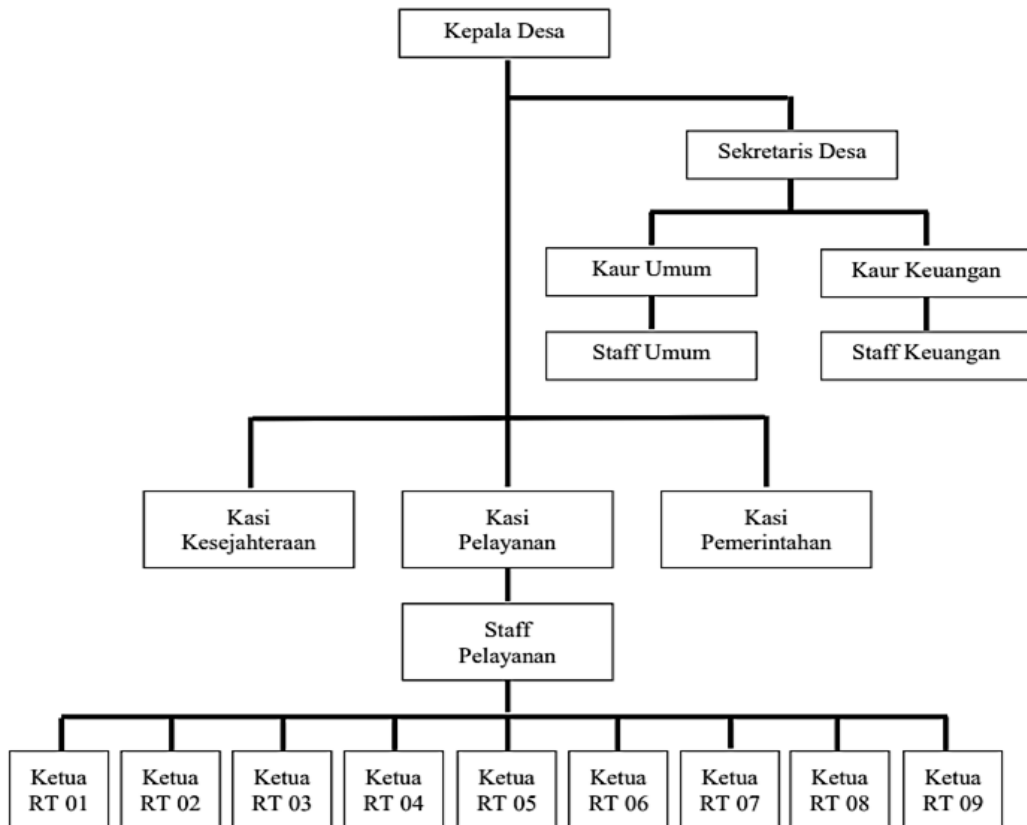 Kepala Desa
Sekretaris Desa
Kaur Umum
Kaur Keuangan
Staff Umum
Staff Keuangan
Kasi
Kesejahteraan
Kasi
Pelayanan
Kasi
Pemerintahan
Staff
Pelayanan
Ketua
RT 01
Ketua
RT 02
Ketua
RT 03
Ketua
RT 04
Ketua
RT 05
Ketua
RT 06
Ketua
RT 07
Ketua
RT 08
Ketua
RT 09